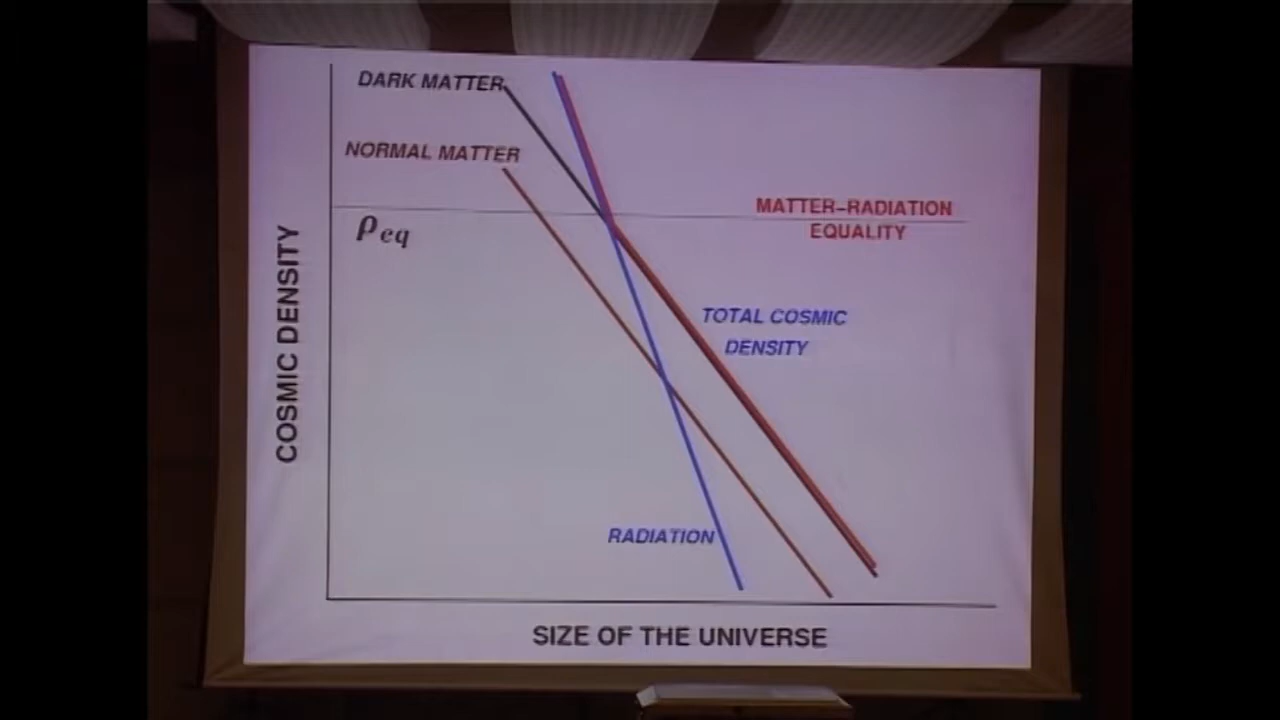 DARK MATTER
NORMAL MATTER
ρeq
MATTER–RADIATION
EQUALITY
COSMIC DENSITY
TOTAL COSMIC
DENSITY
RADIATION
SIZE OF THE UNIVERSE